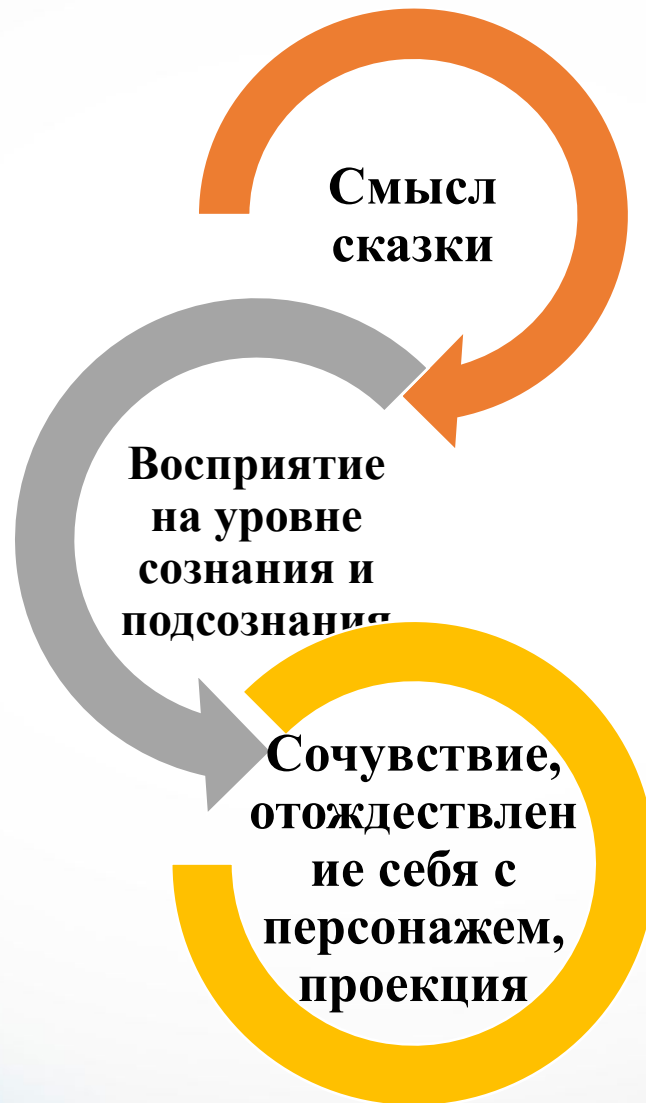 Смысл
сказки
Восприятие
на уровне
сознания и
подсознания
Сочувствие,
отождествлен
ие себя с
персонажем,
проекция